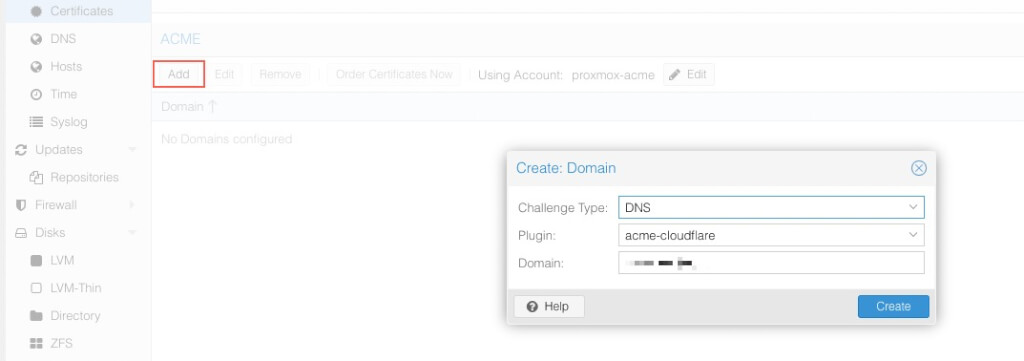 Certificates
DNS
Hosts
Time
Syslog
Updates
Repositories
Firewall
Disks
LVM
LVM-Thin
Directory
ZFS
ACME
Add Edit Remove Order Certificates Now Using Account: proxmox-acme Edit
Domain ↑
No Domains configured
Create: Domain
Challenge Type: DNS
Plugin: acme-cloudflare
Domain:
Help Create